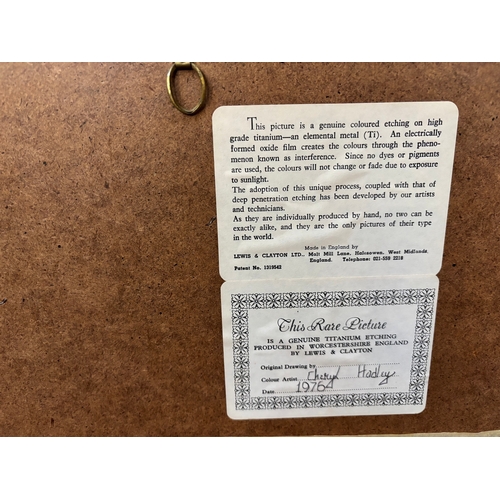 This picture is a genuine coloured etching on high
grade titanium—an elemental metal (Ti). An electrically
formed oxide film creates the colours through the pheno-
menon known as interference. Since no dyes or pigments
are used, the colours will not change or fade due to exposure
to sunlight.
The adoption of this unique process, coupled with that of
deep penetration etching has been developed by our artists
and technicians.
As they are individually produced by hand, no two can be
exactly alike, and they are the only pictures of their type
in the world.
Made in England by
LEWIS & CLAYTON LTD., Malt Mill Lane, Halesowen, West Midlands,
England. Telephone: 021-558 2218
Patent No. 1319542
This Rare Picture
IS A GENUINE TITANIUM ETCHING
PRODUCED IN WORCESTERSHIRE ENGLAND
BY LEWIS & CLAYTON
Original Drawing by
Colour Artist Cheryl Hadley
Date 1976